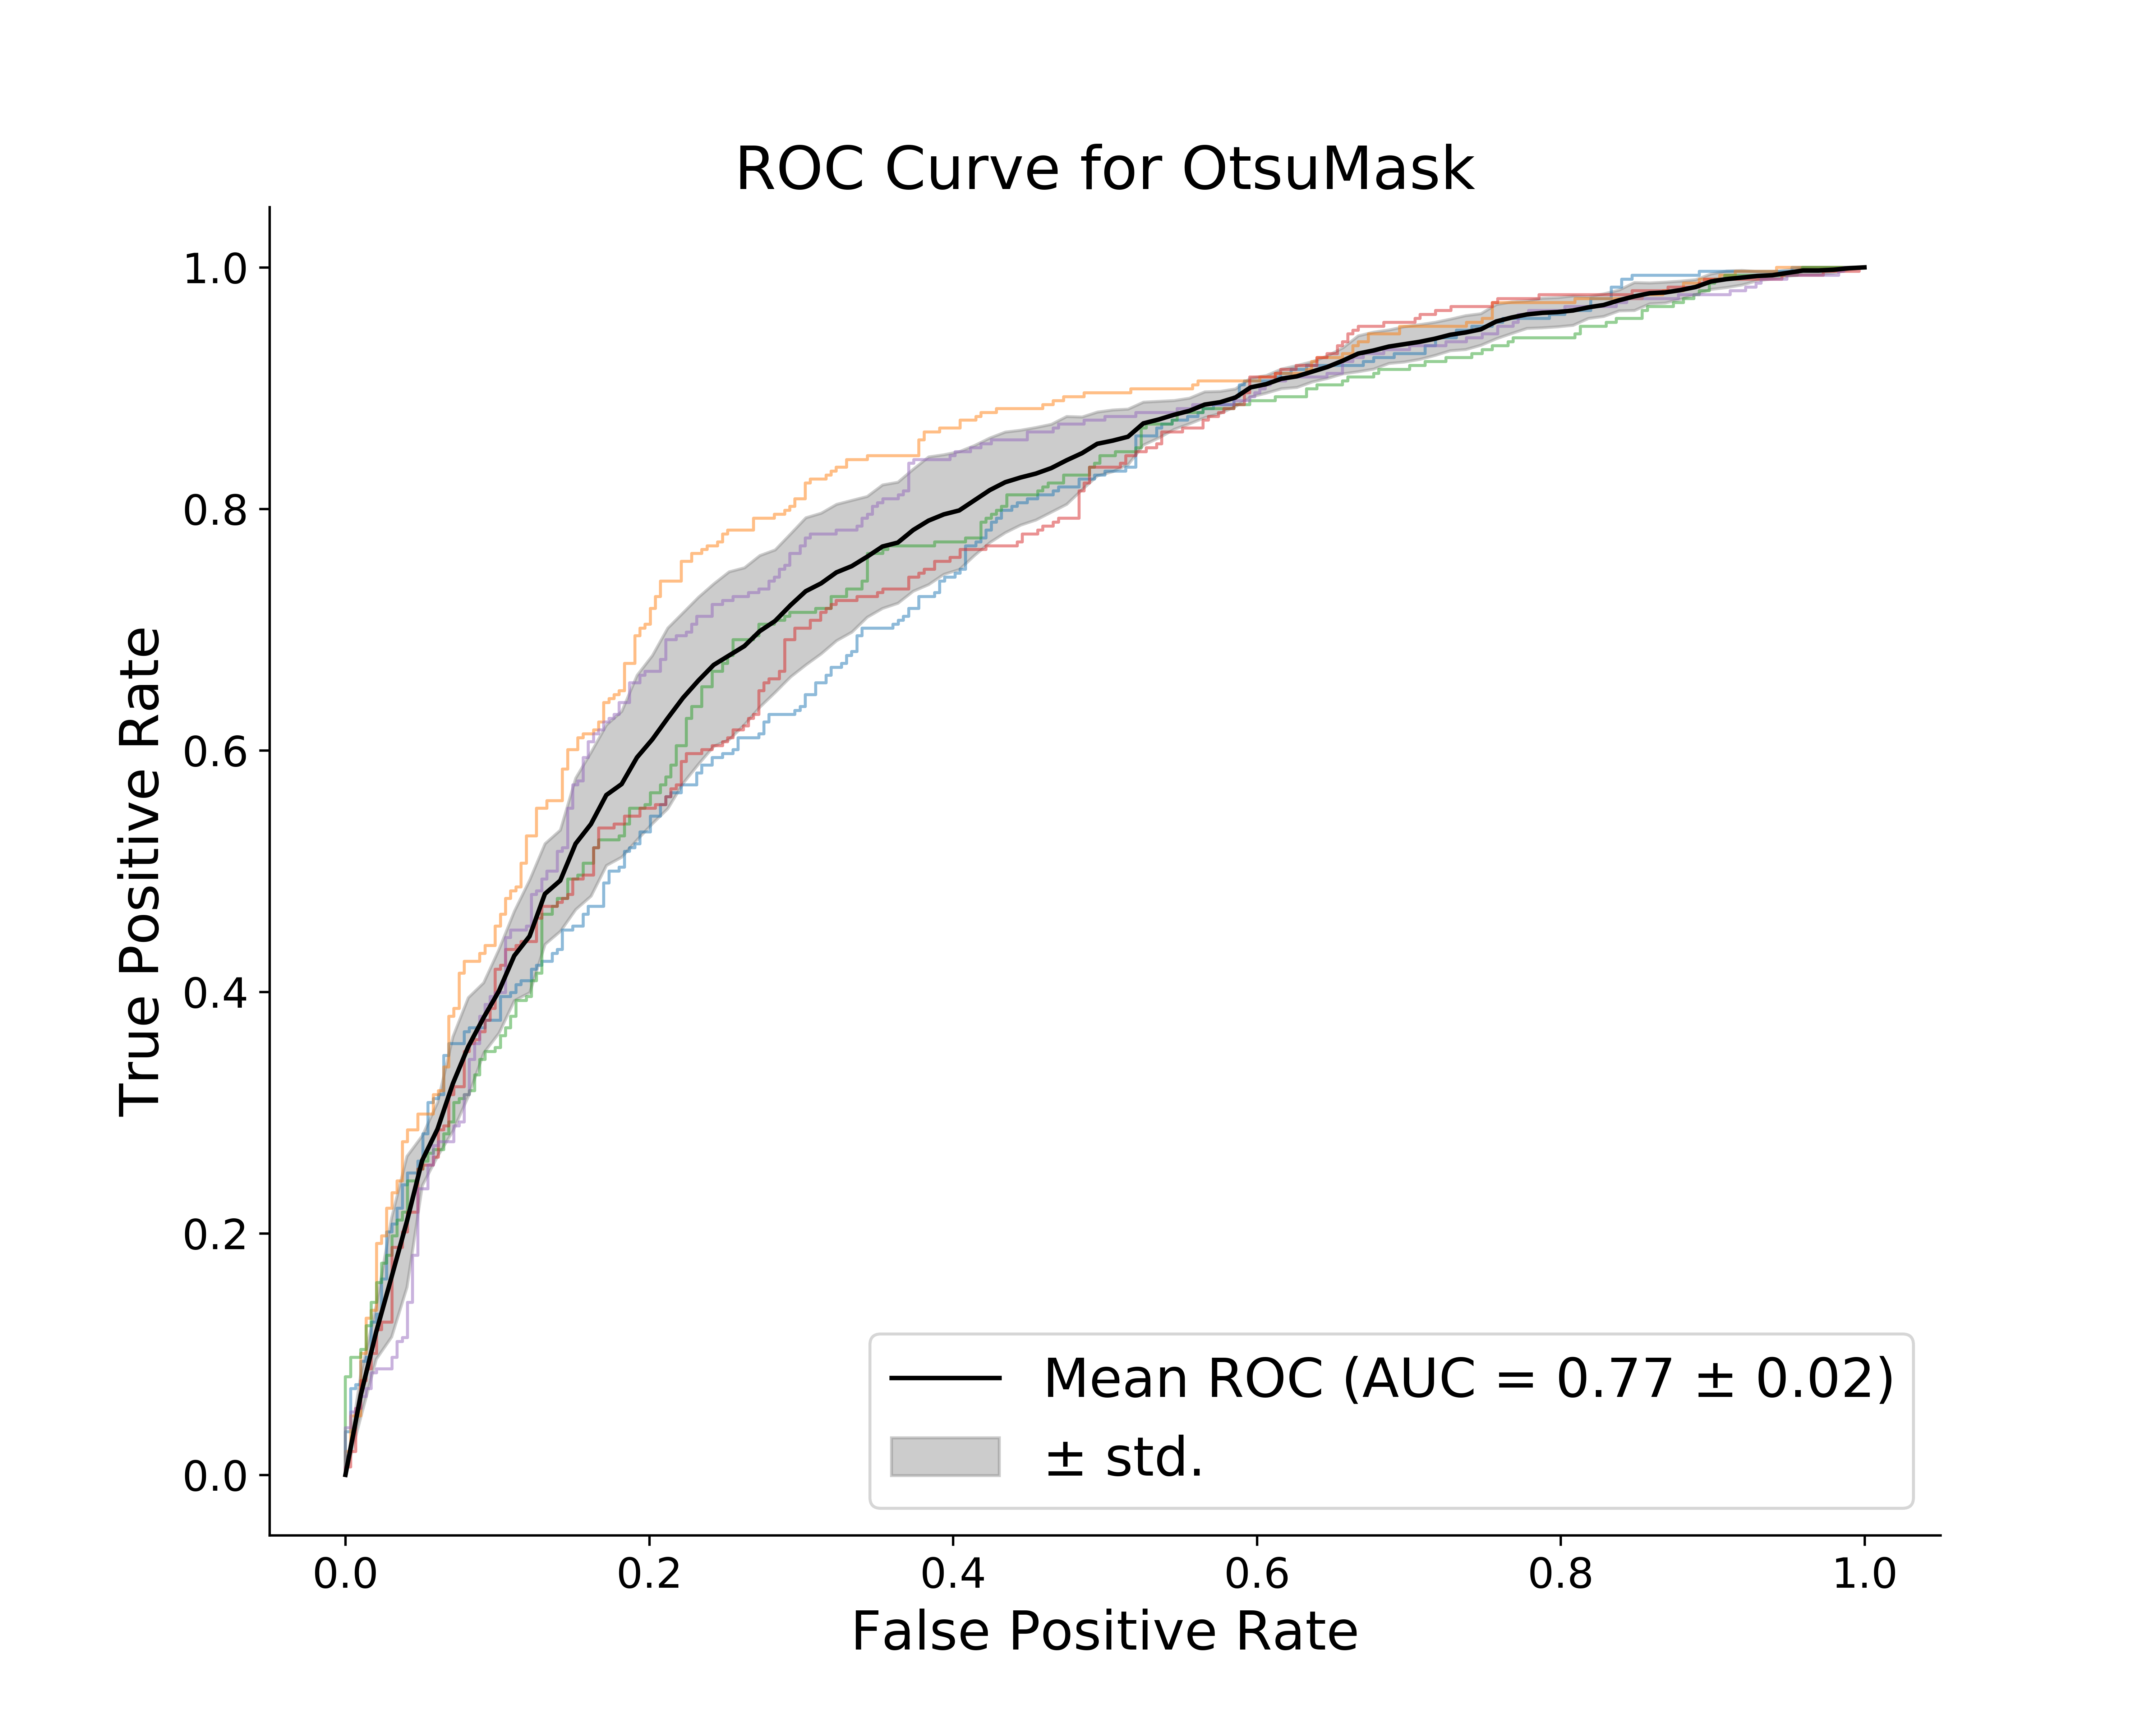 ROC Curve for OtsuMask
True Positive Rate
1.0
0.8
0.6
0.4
0.2
0.0
Mean ROC (AUC = 0.77 ± 0.02)
± std.
0.0 0.2 0.4 0.6 0.8 1.0
False Positive Rate